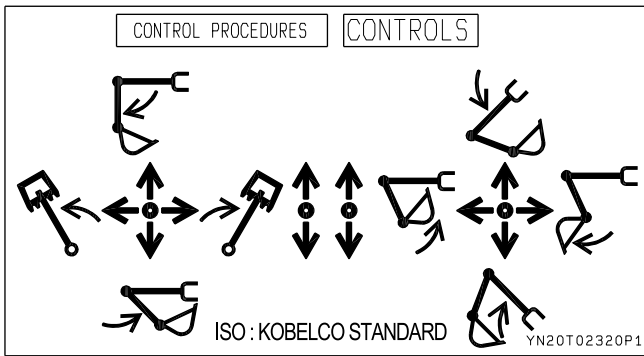 CONTROL PROCEDURES CONTROLS
ISO : KOBELCO STANDARD
YN20T02320P1